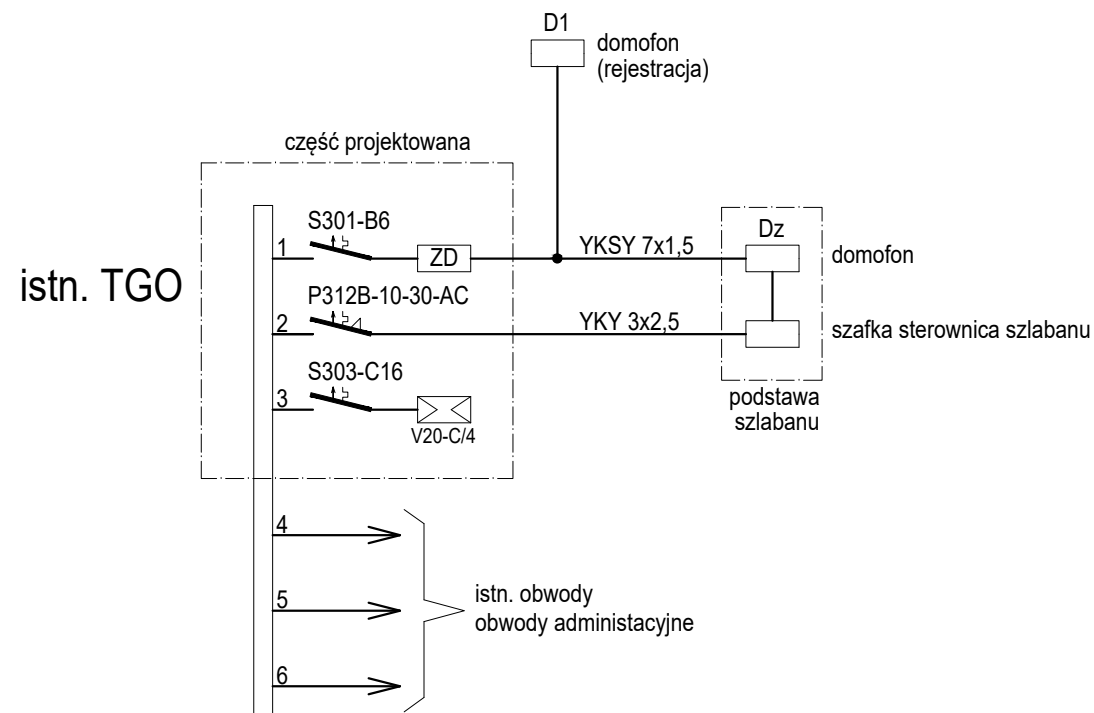 D1
domofon
(rejestracja)
część projektowana
S301-B6
1
ZD
YKSY 7x1,5
Dz
domofon
istn. TGO
P312B-10-30-AC
2
YKY 3x2,5
szafka sterownica szlabanu
S303-C16
3
V20-C/4
podstawa
szlabanu
4
5
istn. obwody
obwody administacyjne
6